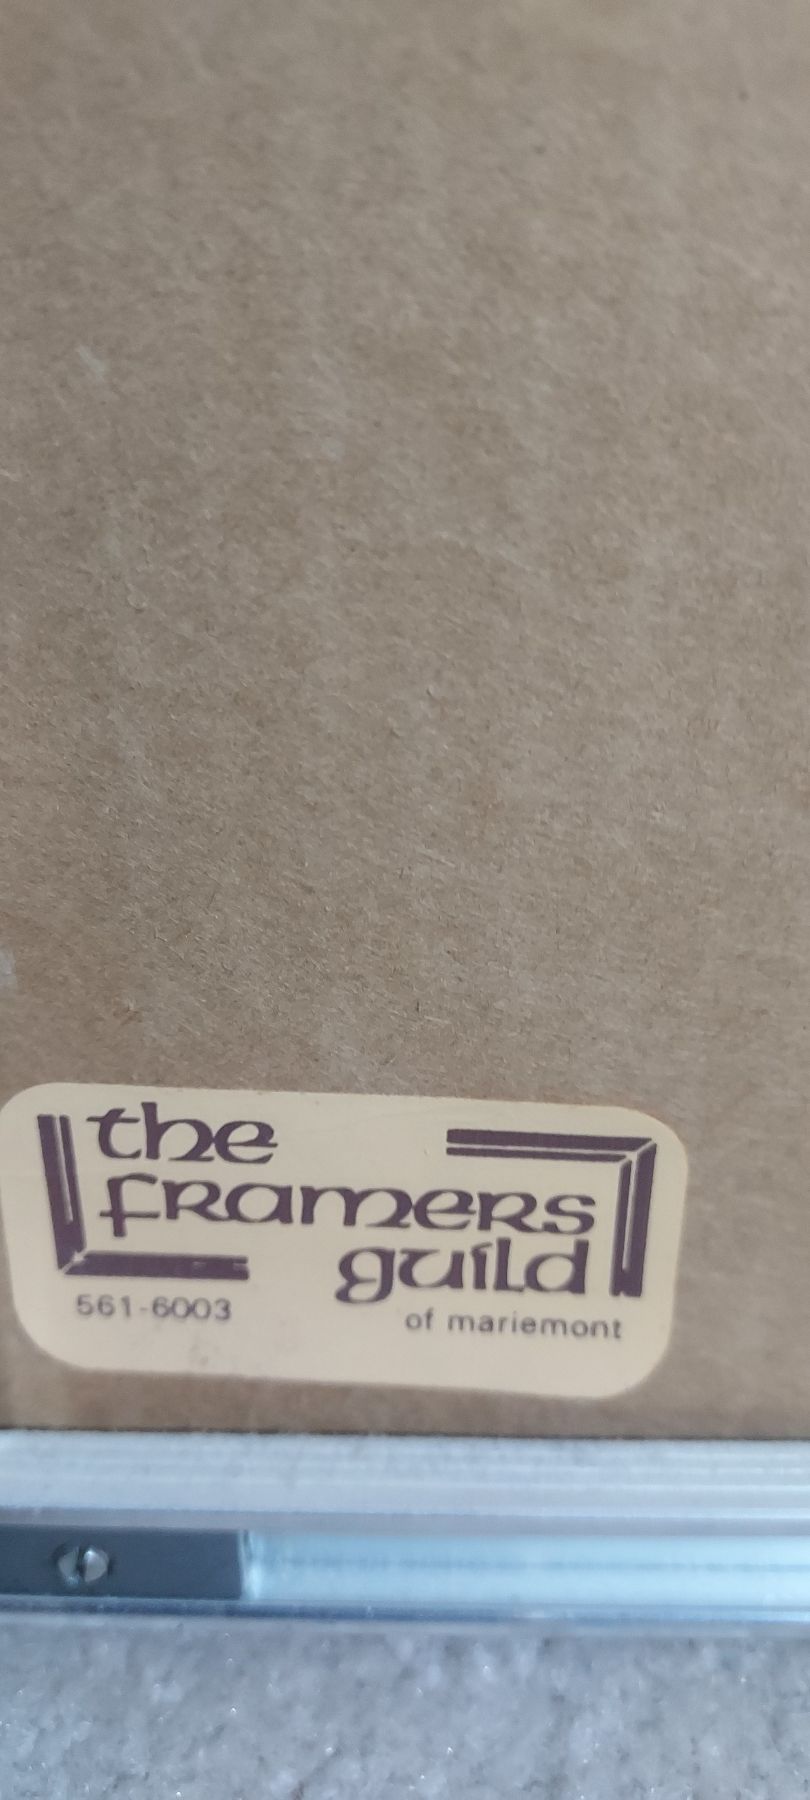 the
framers
guild
561-6003
of mariemont